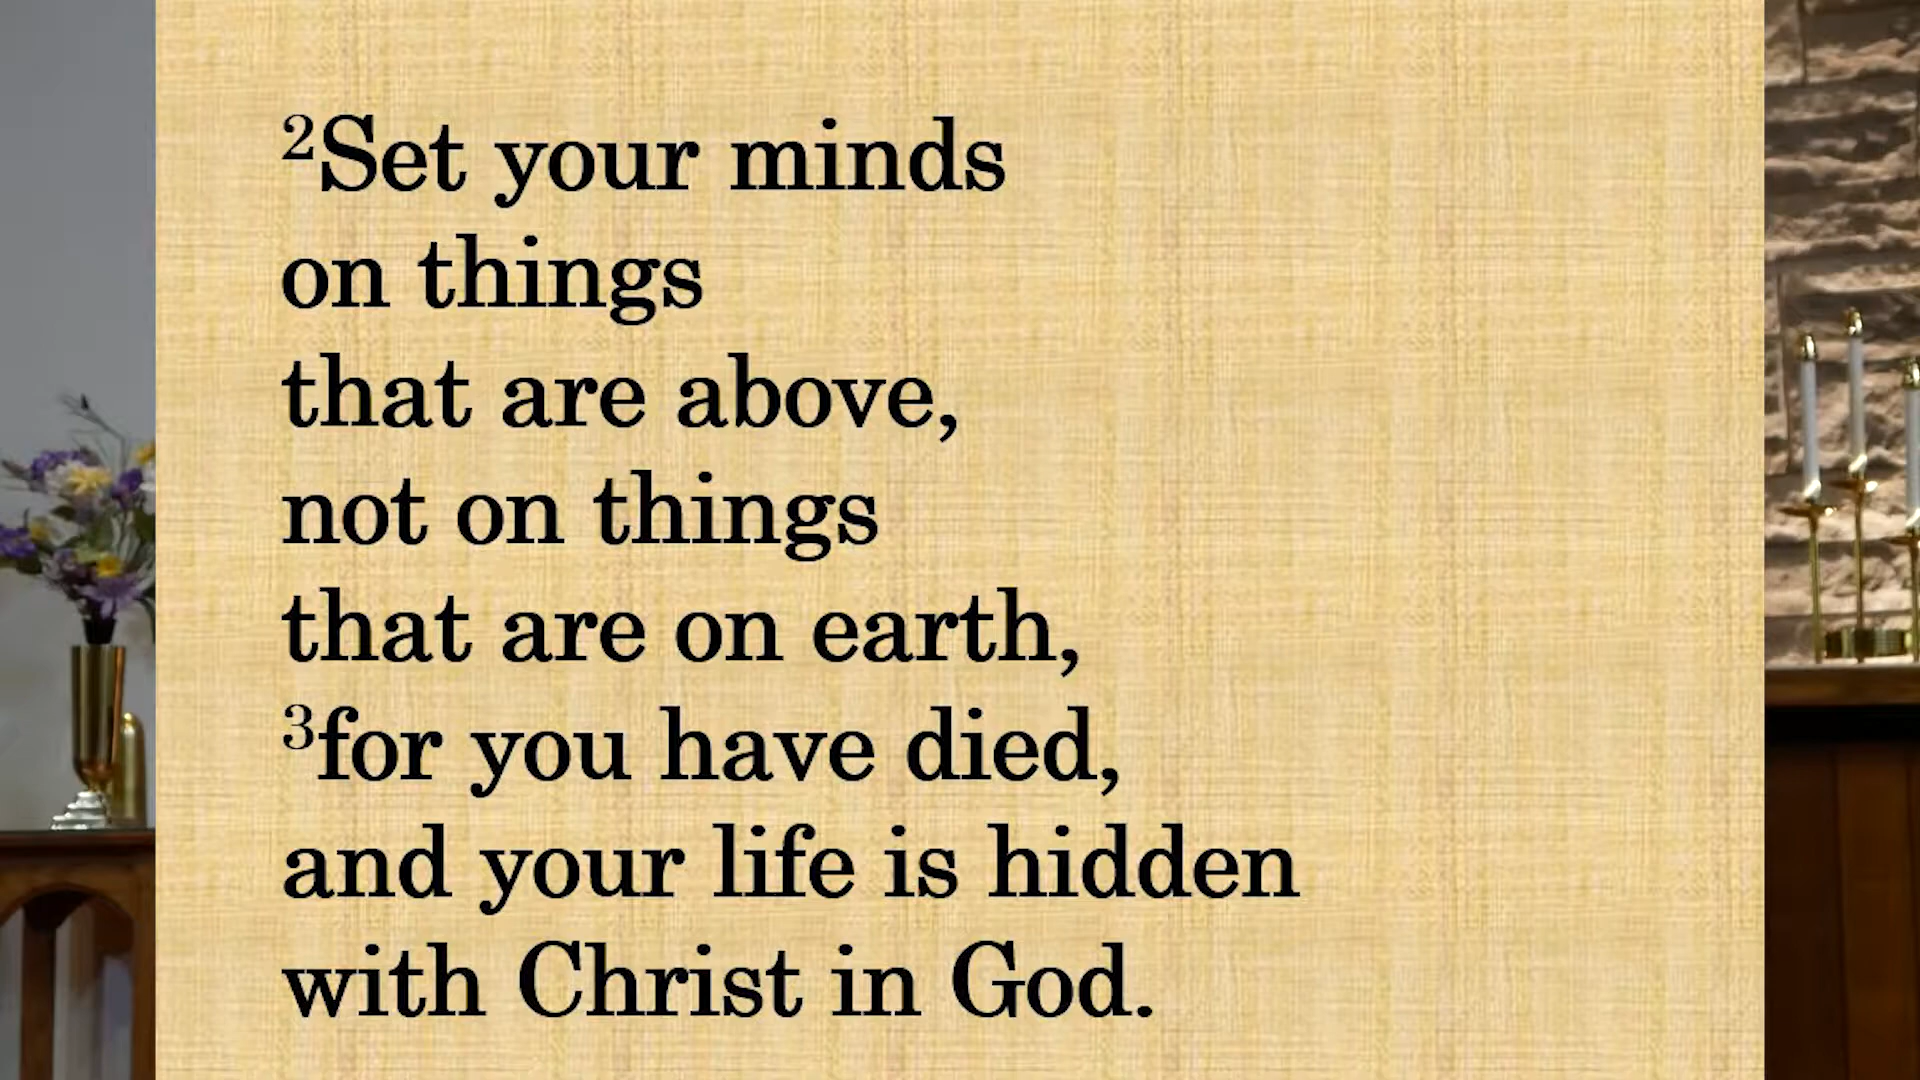 ²Set your minds
on things
that are above,
not on things
that are on earth,
³for you have died,
and your life is hidden
with Christ in God.